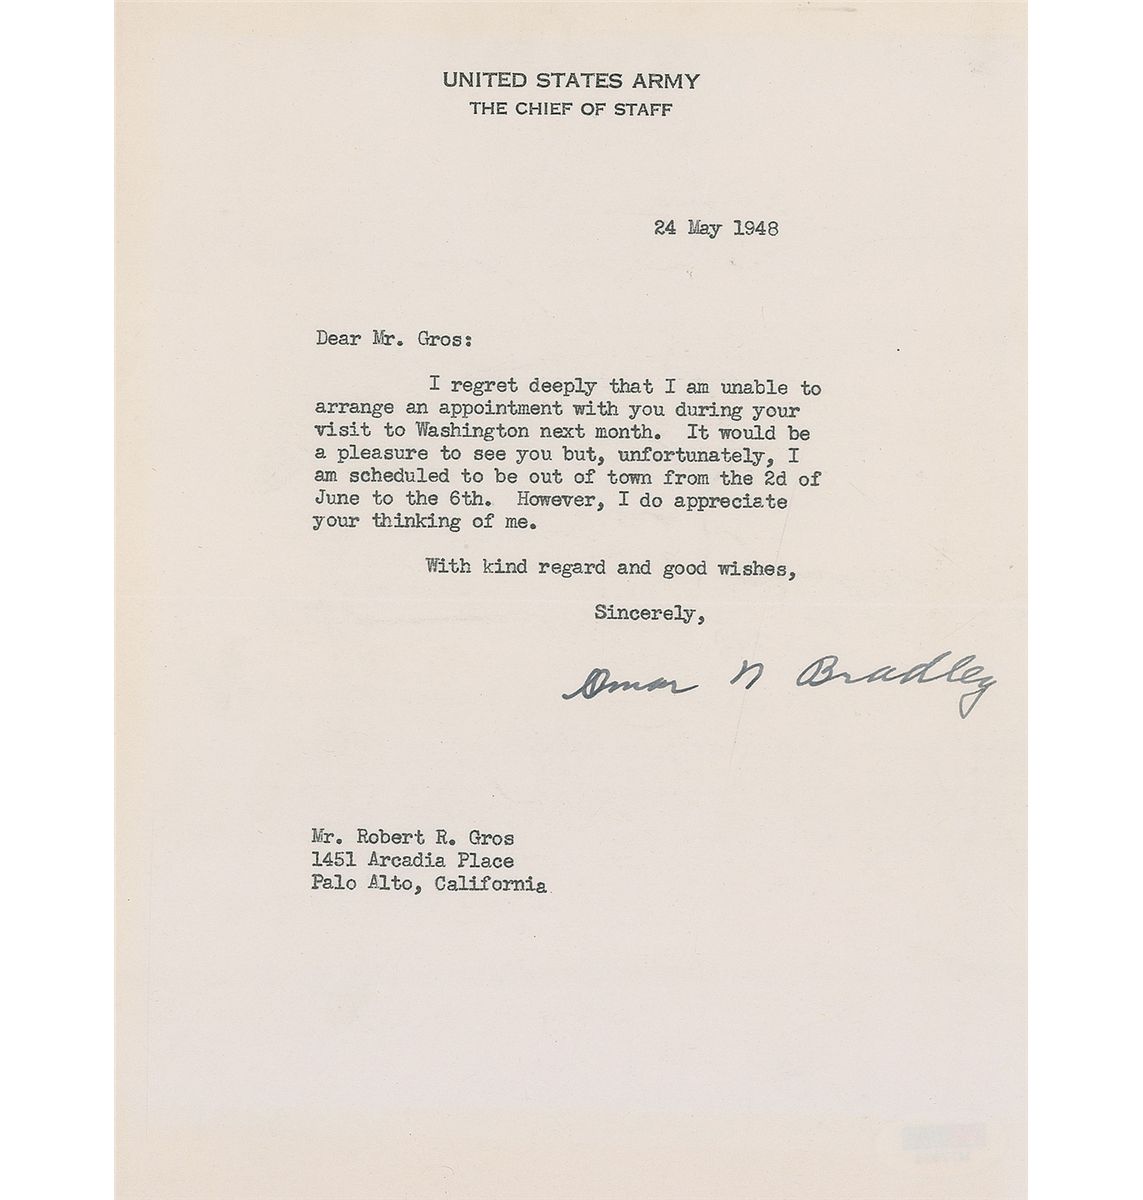 UNITED STATES ARMY
THE CHIEF OF STAFF
24 May 1948
Dear Mr. Gros:
I regret deeply that I am unable to
arrange an appointment with you during your
visit to Washington next month. It would be
a pleasure to see you but, unfortunately, I
am scheduled to be out of town from the 2d of
June to the 6th. However, I do appreciate
your thinking of me.
With kind regard and good wishes,
Sincerely,
Omar N Bradley
Mr. Robert R. Gros
1451 Arcadia Place
Palo Alto, California